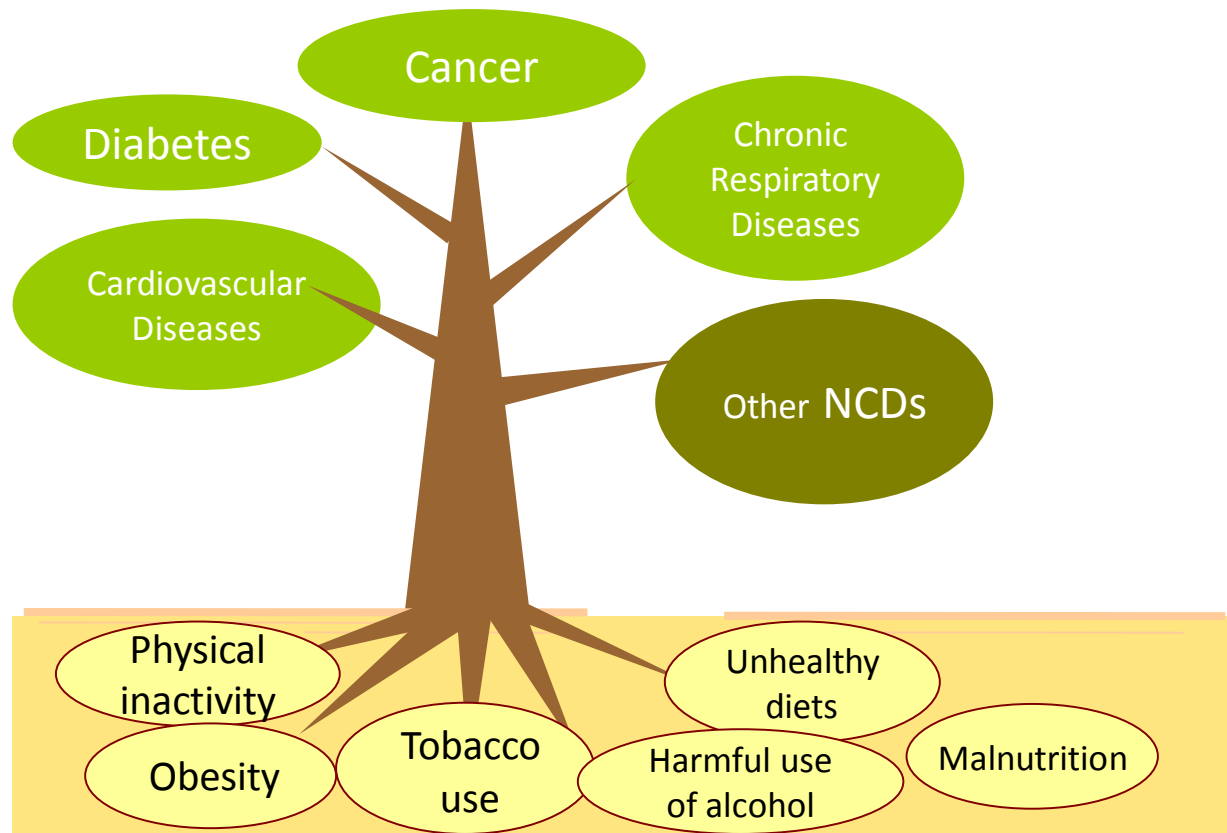 Cancer
Diabetes
Chronic
Respiratory
Diseases
Cardiovascular
Diseases
Other NCDs
Physical
inactivity
Unhealthy
diets
Obesity
Tobacco
use
Harmful use
of alcohol
Malnutrition